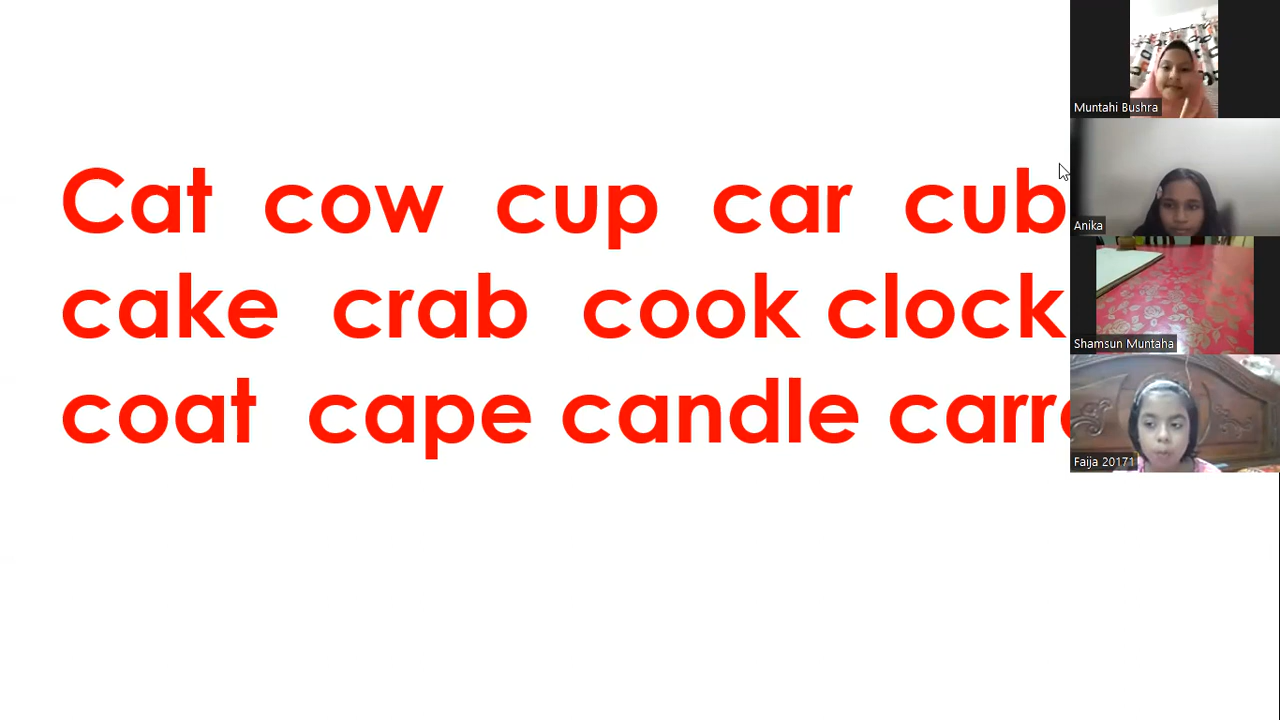 Cat cow cup car cub
cake crab cook clock
coat cape candle carr
Muntahi Bushra
Anika
Shamsun Muntaha
Faija 20171